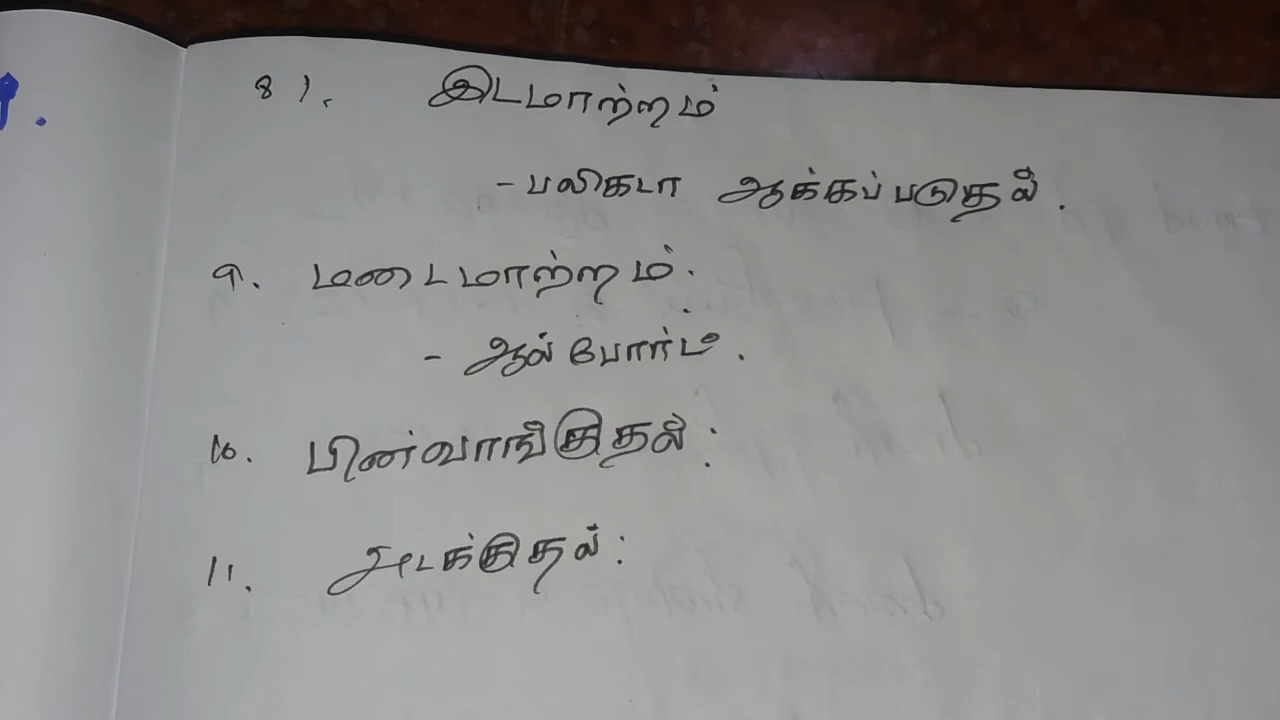 8). இடமாற்றம்
- பலிகடா ஆக்கப்படுதல்.
9. மடைமாற்றம்.
- ஆல்போர்ட்.
10. பின்வாங்குதல்:
11. அடக்குதல்: